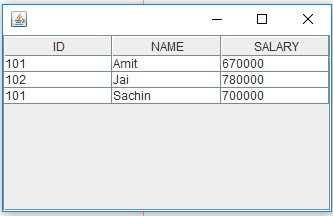 ID NAME SALARY
101 Amit 670000
102 Jai 780000
101 Sachin 700000